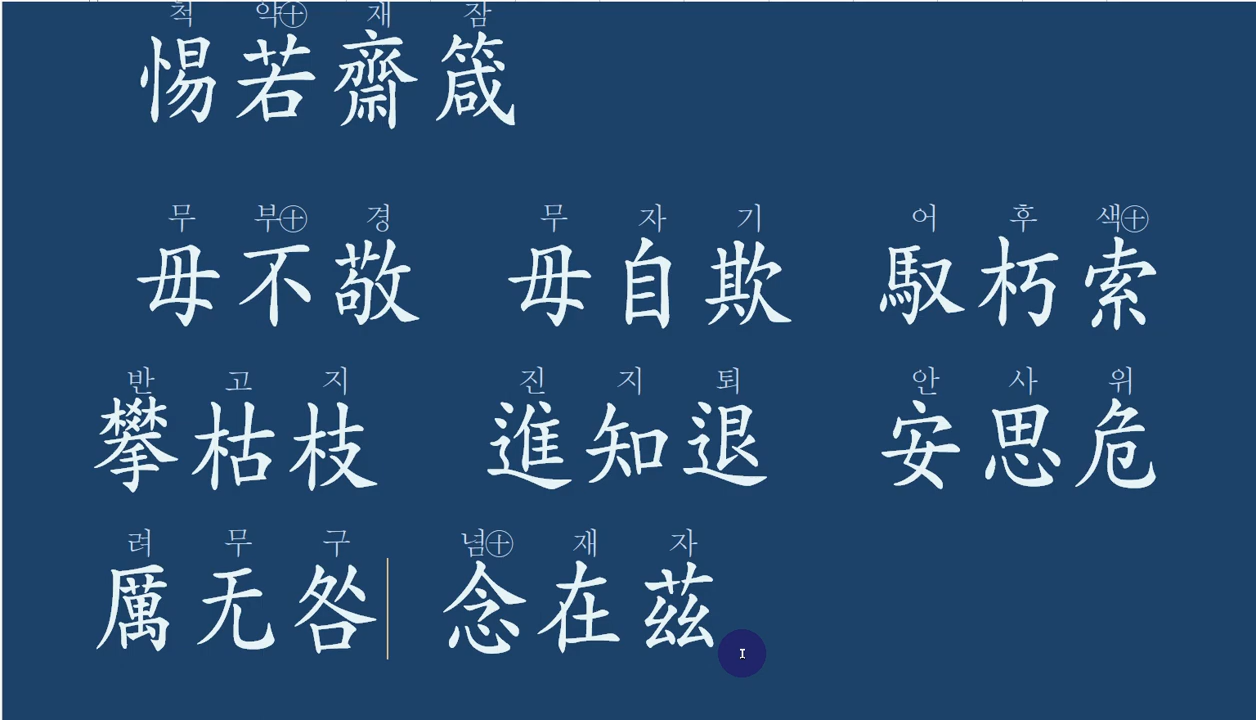 척 약㊉ 재 잠
惕若齋箴
무 부㊉ 경 무 자 기 어 후 색㊉
毋不敬 毋自欺 馭朽索
반 고 지 진 지 퇴 안 사 위
攀枯枝 進知退 安思危
려 무 구 념㊉ 재 자
厲无咎 念在茲